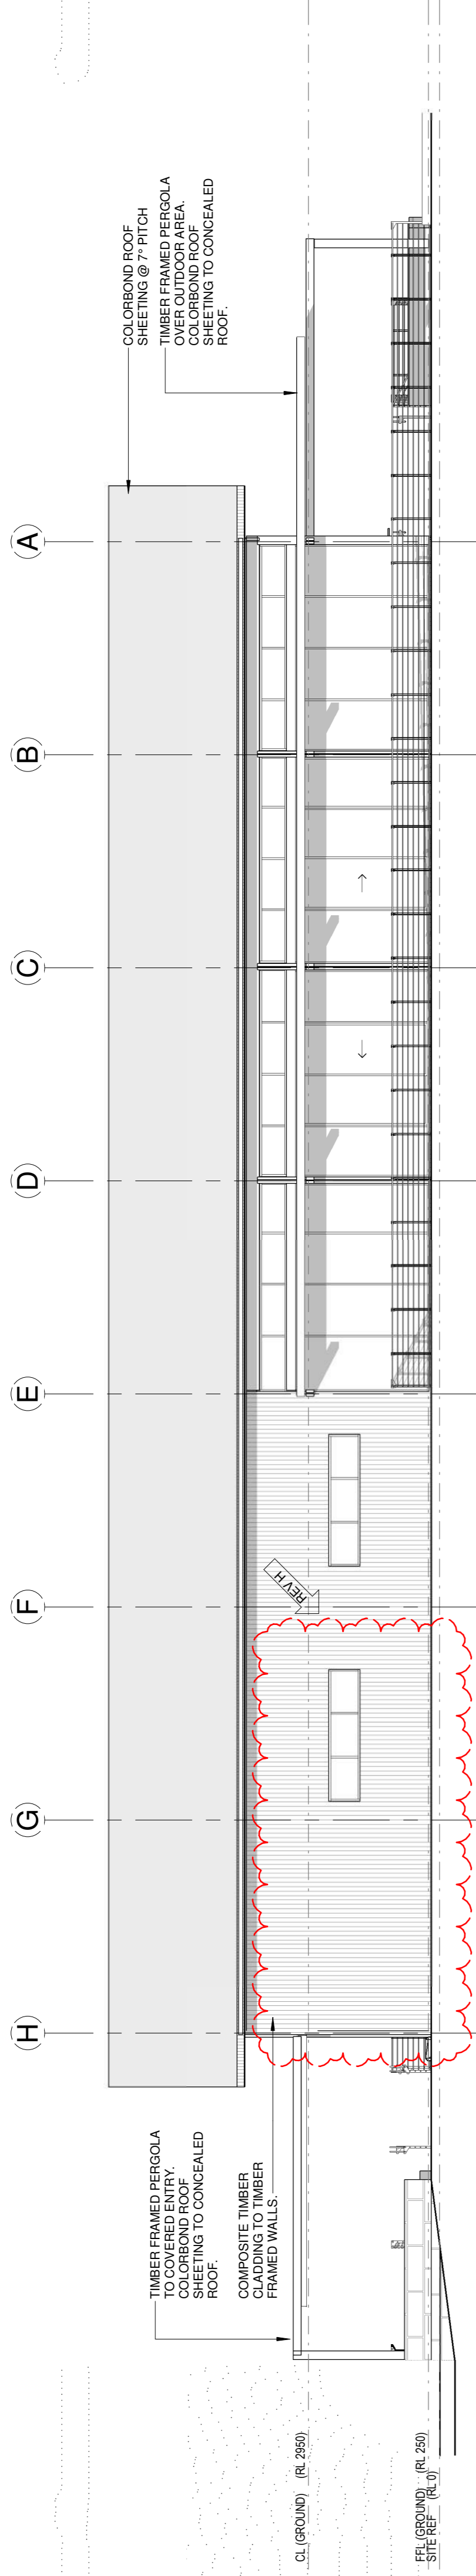 H
G
F
E
D
C
B
A
TIMBER FRAMED PERGOLA
TO COVERED ENTRY.
COLORBOND ROOF
SHEETING TO CONCEALED
ROOF.
COMPOSITE TIMBER
CLADDING TO TIMBER
FRAMED WALLS.
REV H
COLORBOND ROOF
SHEETING @ 7° PITCH
TIMBER FRAMED PERGOLA
OVER OUTDOOR AREA.
COLORBOND ROOF
SHEETING TO CONCEALED
ROOF.
CL (GROUND) (RL 2950)
FFL (GROUND) (RL 250)
SITE REF (RL 0)